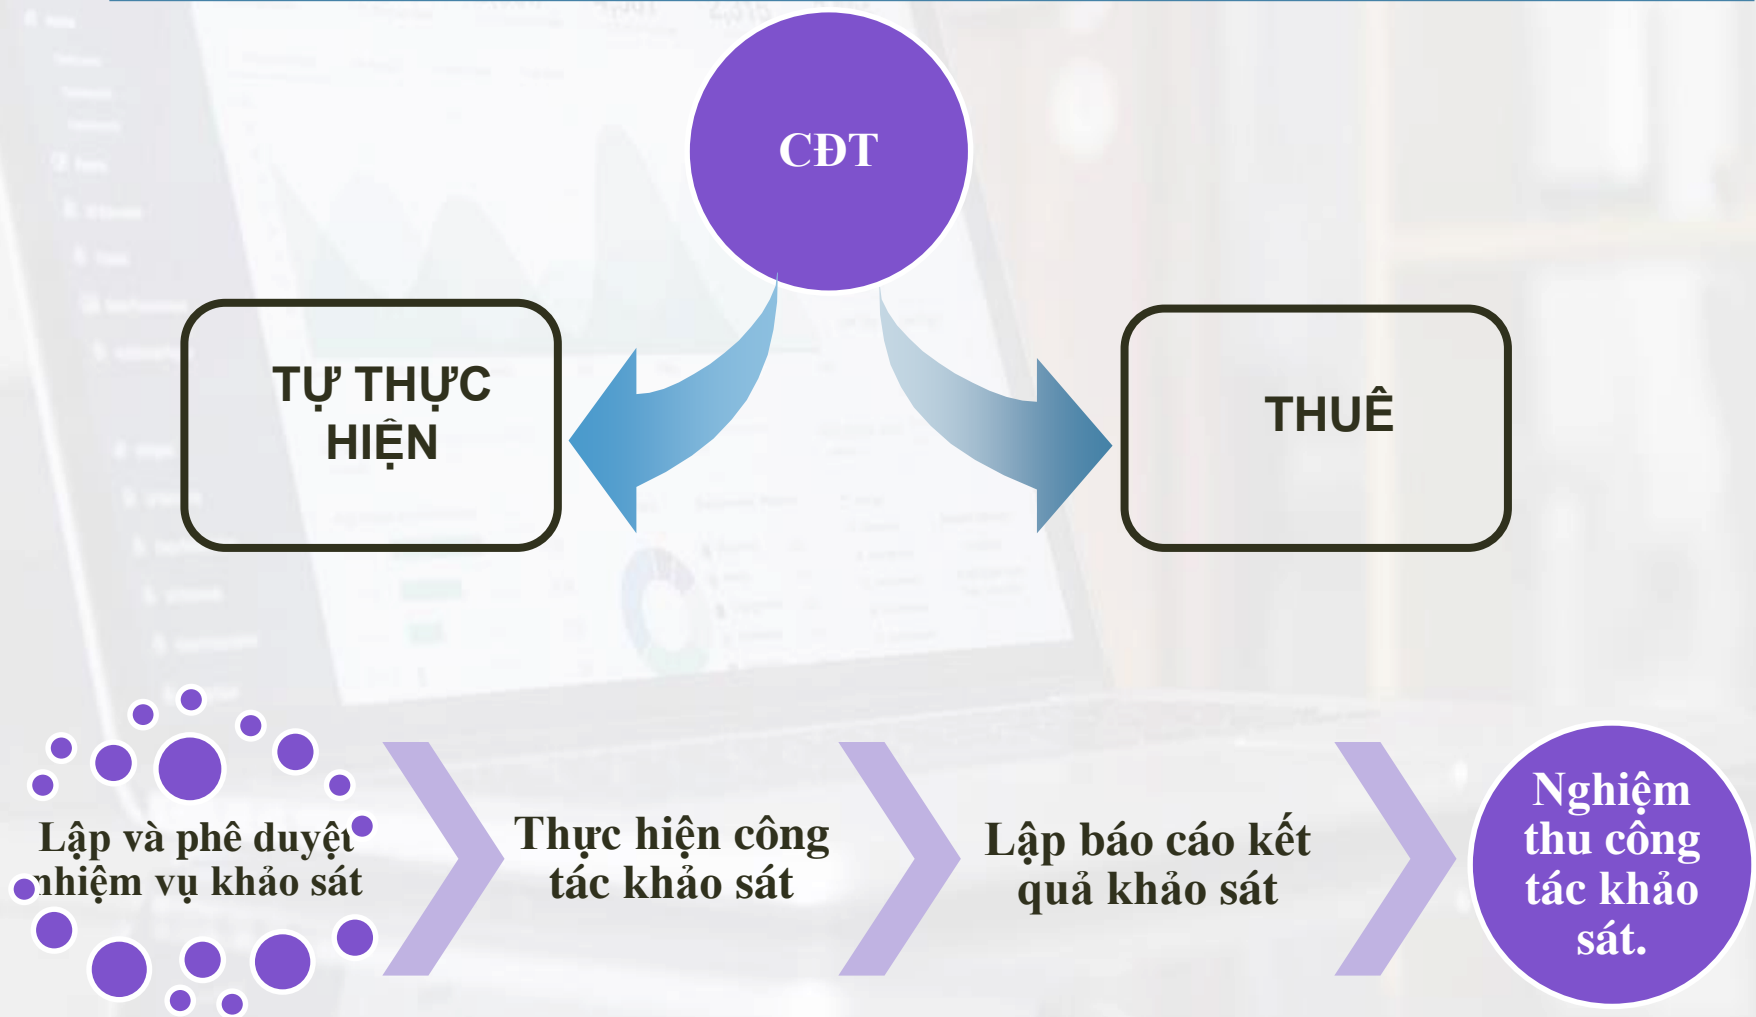 CĐT
TỰ THỰC
HIỆN
THUÊ
Lập và phê duyệt
nhiệm vụ khảo sát
Thực hiện công
tác khảo sát
Lập báo cáo kết
quả khảo sát
Nghiệm
thu công
tác khảo
sát.